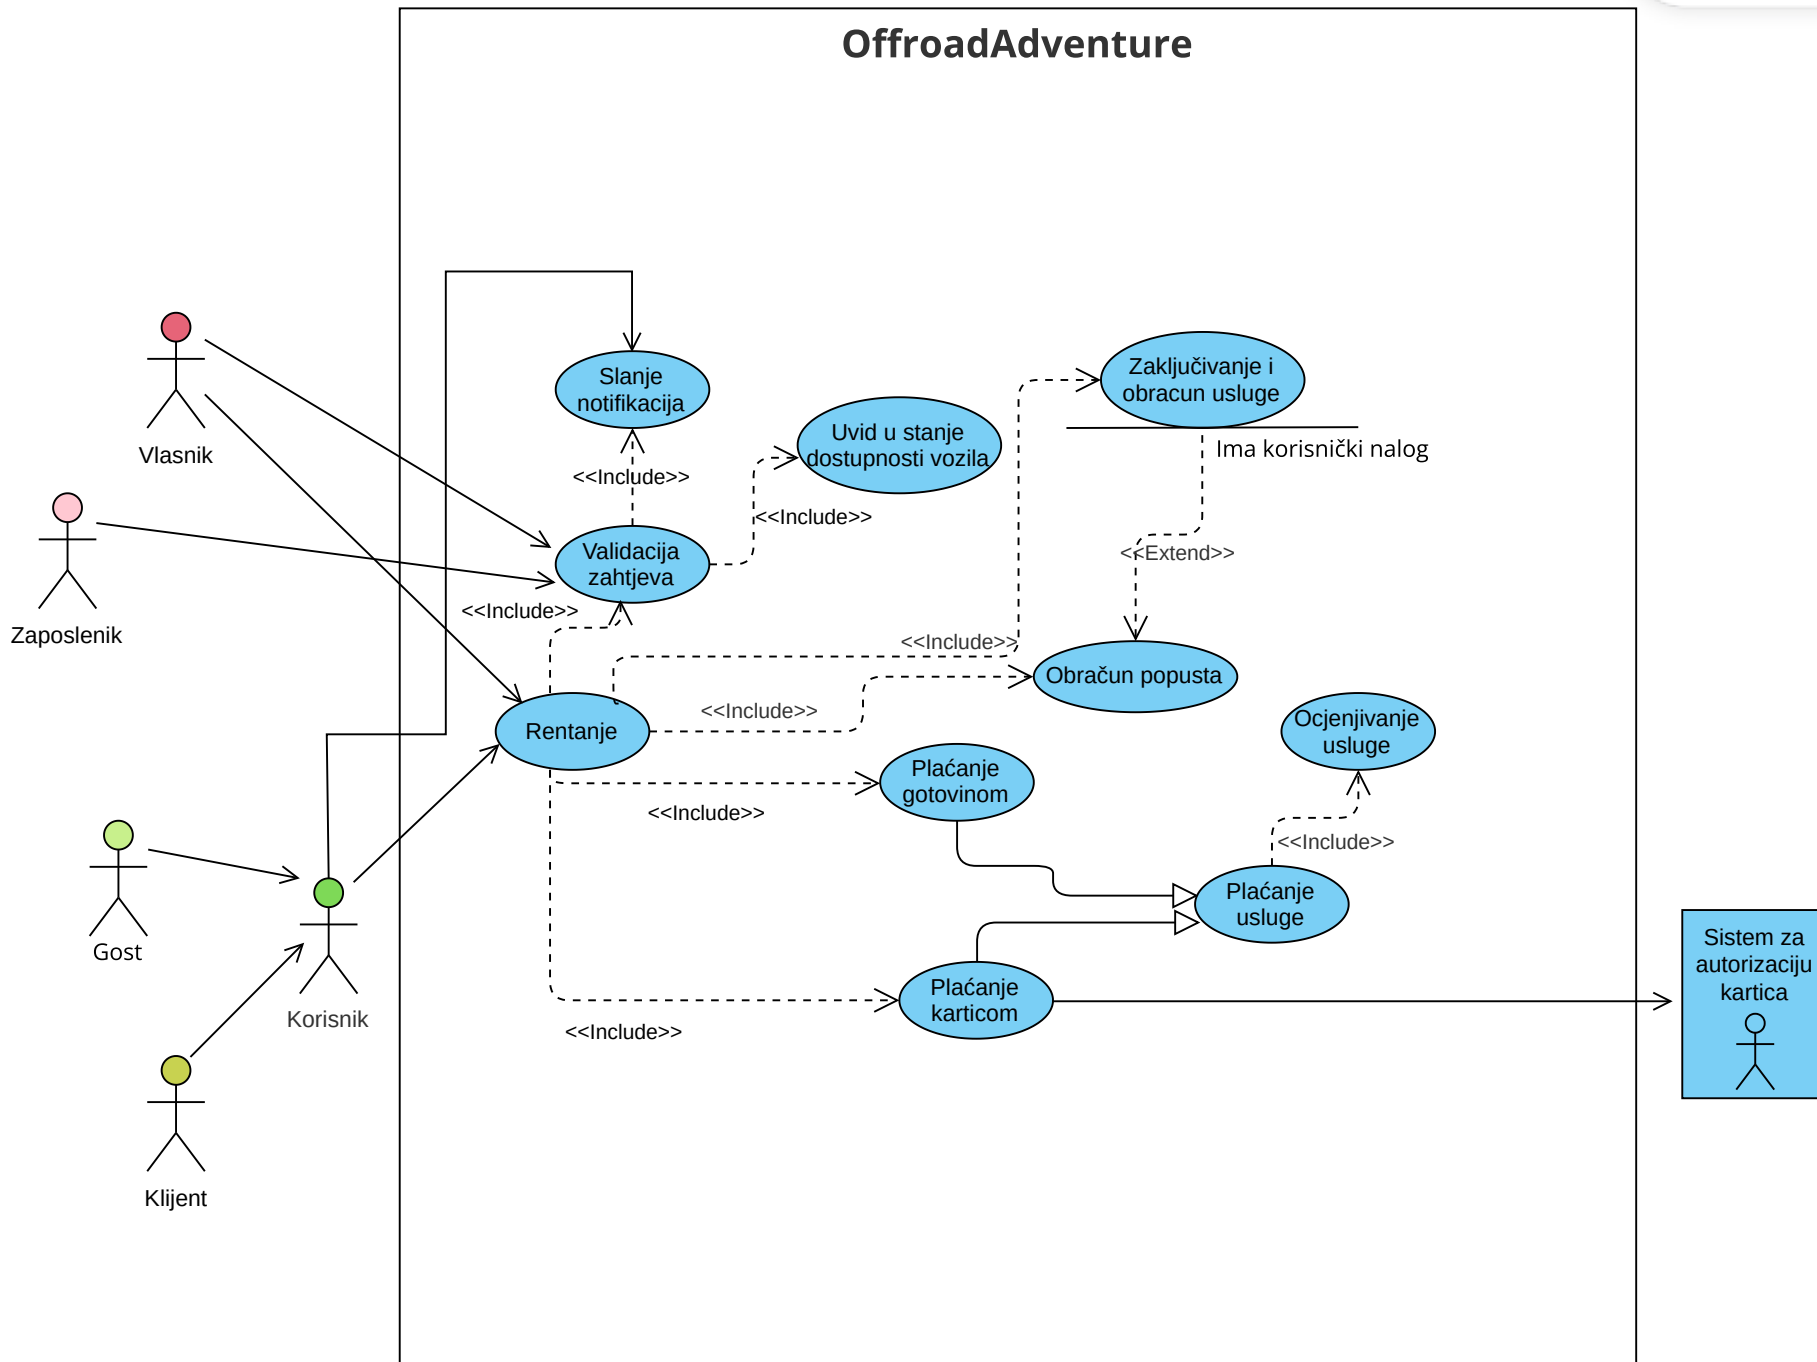 OffroadAdventure
Vlasnik
Zaposlenik
Gost
Korisnik
Klijent
Slanje
notifikacija
<<Include>>
Uvid u stanje
dostupnosti vozila
<<Include>>
Validacija
zahtjeva
<<Include>>
Zaključivanje i
obracun usluge
Ima korisnički nalog
<<Extend>>
<<Include>>
Obračun popusta
<<Include>>
Rentanje
Ocjenjivanje
usluge
Plaćanje
gotovinom
<<Include>>
<<Include>>
Plaćanje
usluge
Plaćanje
karticom
<<Include>>
Sistem za
autorizaciju
kartica